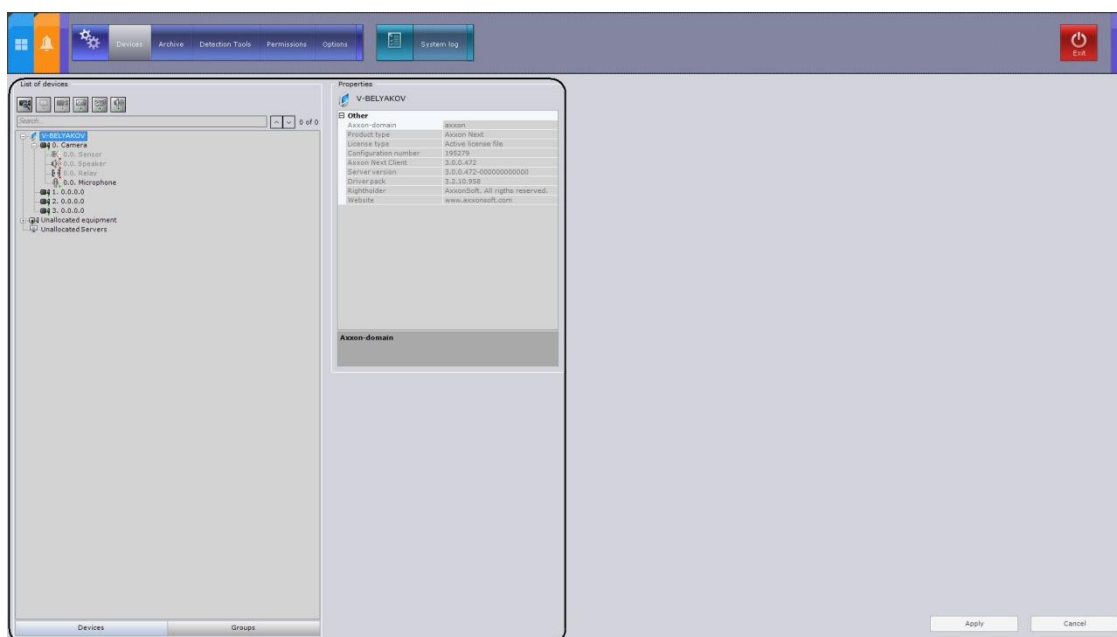 Devices Archive Detection Tools Permissions Options System log Exit
List of devices
Search... 0 of 0
V-BELYAKOV
0. Camera
0.0. Sensor
0.0. Speaker
0.0. Relay
0.0. Microphone
1. 0.0.0.0
2. 0.0.0.0
3. 0.0.0.0
Unallocated equipment
Unallocated Servers
Devices Groups
Properties
V-BELYAKOV
Other
Axxon-domain axxon
Product type Axxon Next
License type Active license file
Configuration number 195279
Axxon Next Client 3.0.0.472
Server version 3.0.0.472-000000000000
Driver pack 3.2.10.958
Rightholder AxxonSoft. All rigths reserved.
Website www.axxonsoft.com
Axxon-domain
Apply Cancel